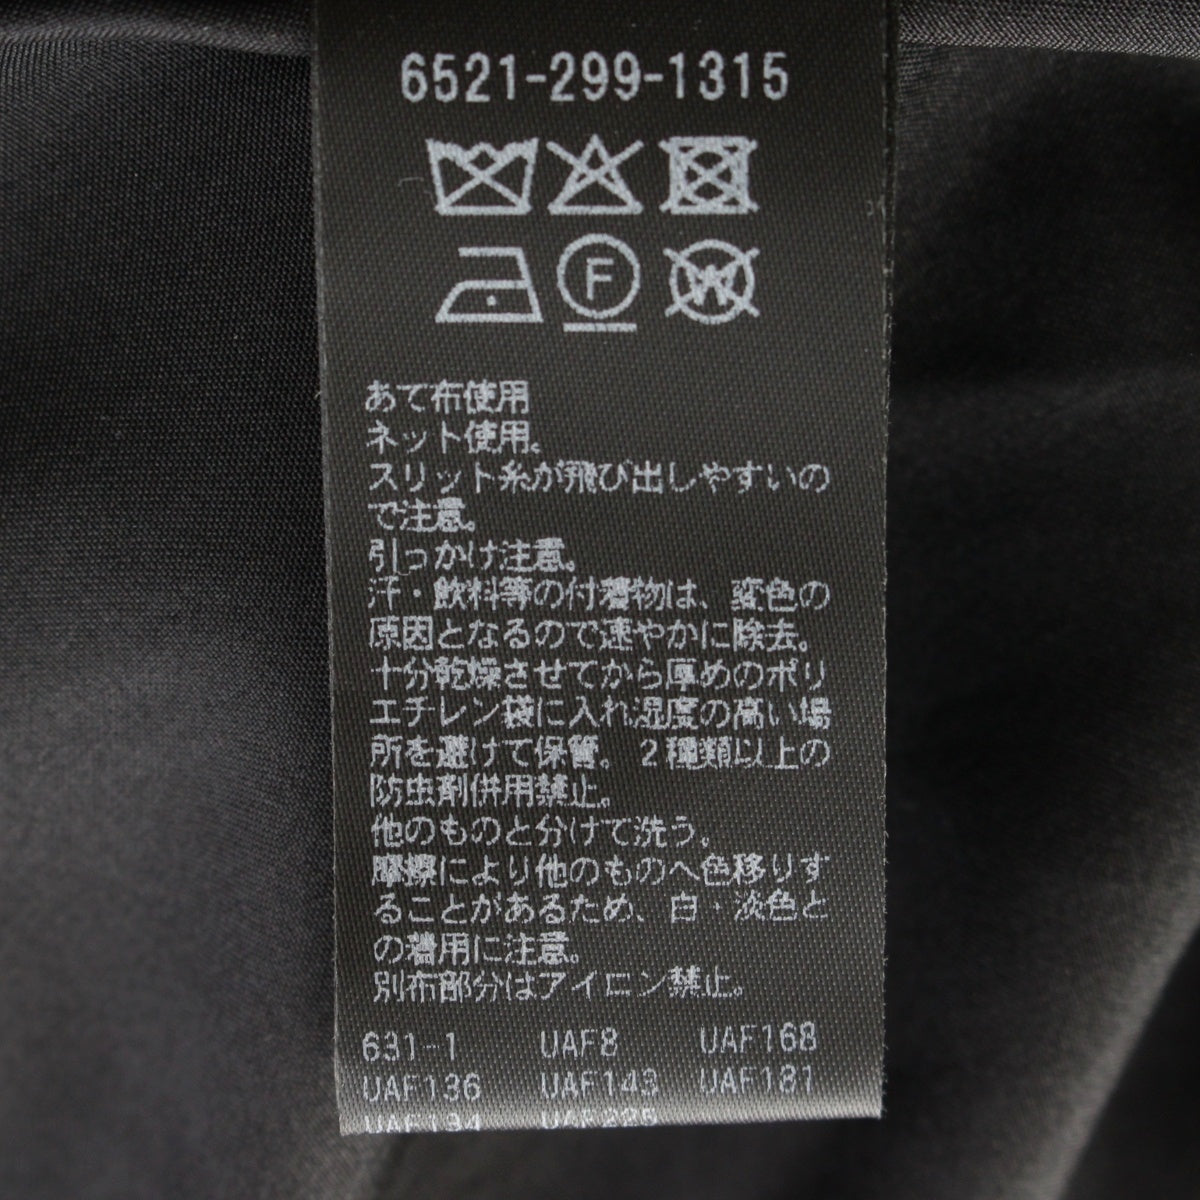 6521-299-1315
F
W
あて布使用
ネット使用。
スリット糸が飛び出しやすいの
で注意。
引っかけ注意。
汗・飲料等の付着物は、変色の
原因となるので速やかに除去。
十分乾燥させてから厚めのポリ
エチレン袋に入れ湿度の高い場
所を避けて保管。2種類以上の
防虫剤併用禁止。
他のものと分けて洗う。
摩擦により他のものへ色移りす
ることがあるため、白・淡色と
の着用に注意。
別布部分はアイロン禁止。
631-1 UAF8 UAF168
UAF136 UAF143 UAF181
UAF194 UAF225